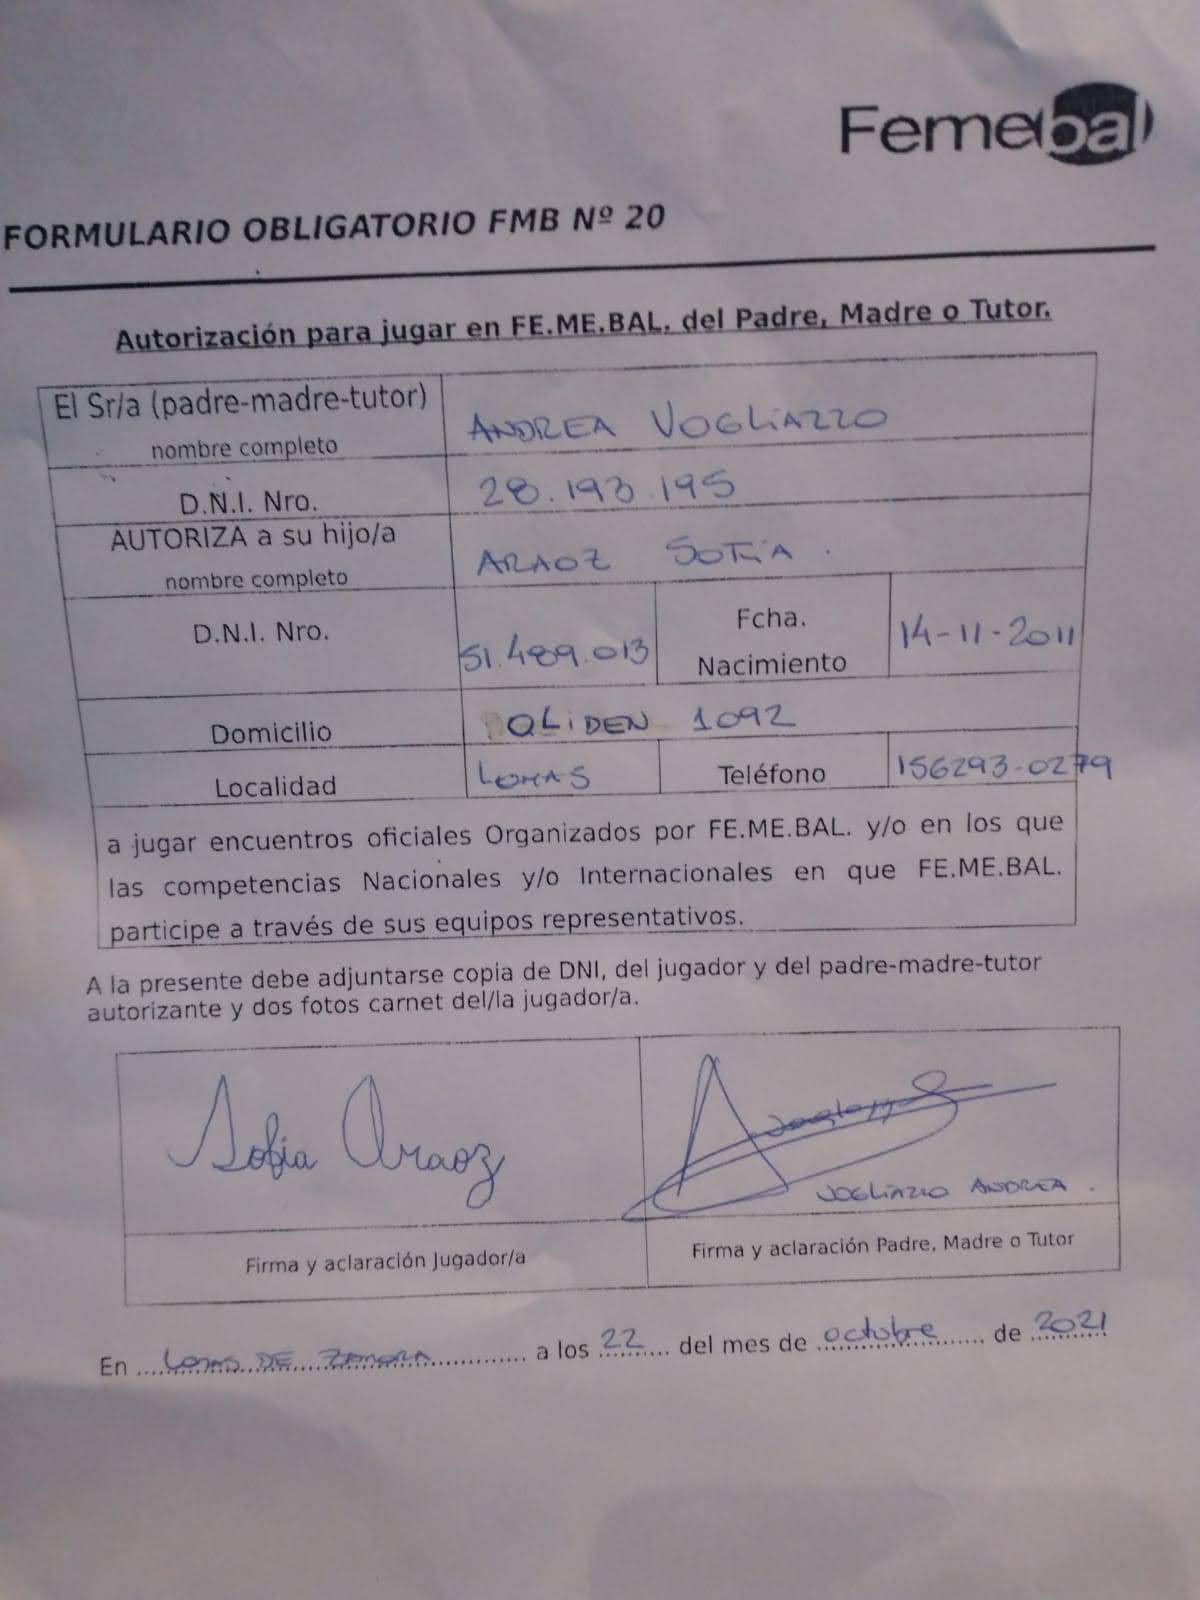 Femebal
FORMULARIO OBLIGATORIO FMB Nº 20
Autorización para jugar en FE.ME.BAL. del Padre, Madre o Tutor.
El Sr/a (padre-madre-tutor)
nombre completo
ANDREA VOGLIAZZO
D.N.I. Nro.
28.193.195
AUTORIZA a su hijo/a
nombre completo
ARAOZ SOFIA.
D.N.I. Nro.
51.489.013
Fcha.
Nacimiento
14-11-2011
Domicilio
OLIDEN 1092
Localidad
LOMAS
Teléfono
156293-0279
a jugar encuentros oficiales Organizados por FE.ME.BAL. y/o en los que
las competencias Nacionales y/o Internacionales en que FE.ME.BAL.
participe a través de sus equipos representativos.
A la presente debe adjuntarse copia de DNI, del jugador y del padre-madre-tutor
autorizante y dos fotos carnet del/la jugador/a.
Sofia Araoz
VOGLIAZZO ANDREA.
Firma y aclaración Jugador/a
Firma y aclaración Padre, Madre o Tutor
En LOMAS DE ZAMORA a los 22 del mes de octubre de 2021